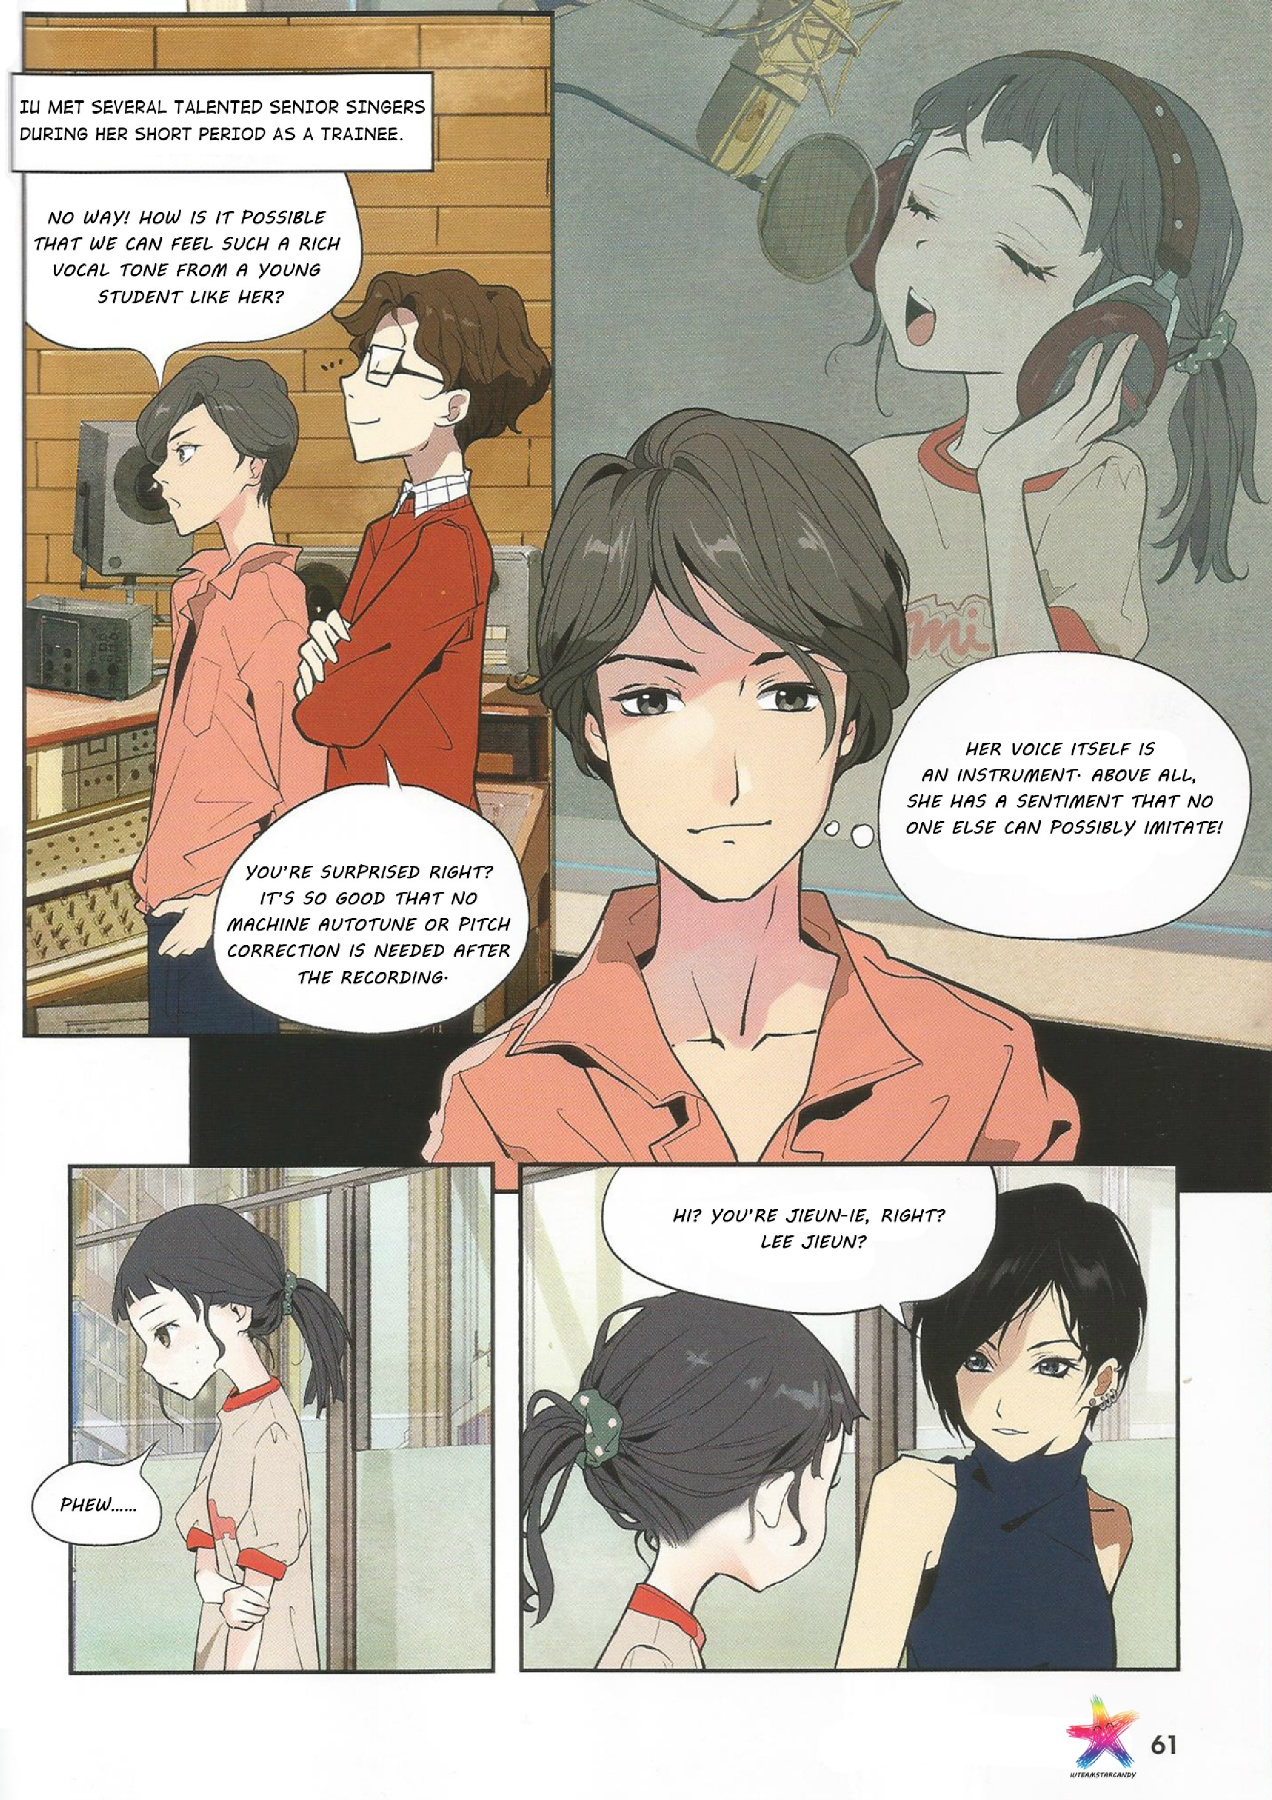 IU MET SEVERAL TALENTED SENIOR SINGERS
DURING HER SHORT PERIOD AS A TRAINEE.
NO WAY! HOW IS IT POSSIBLE
THAT WE CAN FEEL SUCH A RICH
VOCAL TONE FROM A YOUNG
STUDENT LIKE HER?
mi
HER VOICE ITSELF IS
AN INSTRUMENT. ABOVE ALL,
SHE HAS A SENTIMENT THAT NO
ONE ELSE CAN POSSIBLY IMITATE!
YOU'RE SURPRISED RIGHT?
IT'S SO GOOD THAT NO
MACHINE AUTOTUNE OR PITCH
CORRECTION IS NEEDED AFTER
THE RECORDING.
PHEW......
HI? YOU'RE JIEUN-IE, RIGHT?
LEE JIEUN?
IUTEAMSTARCANDY
61